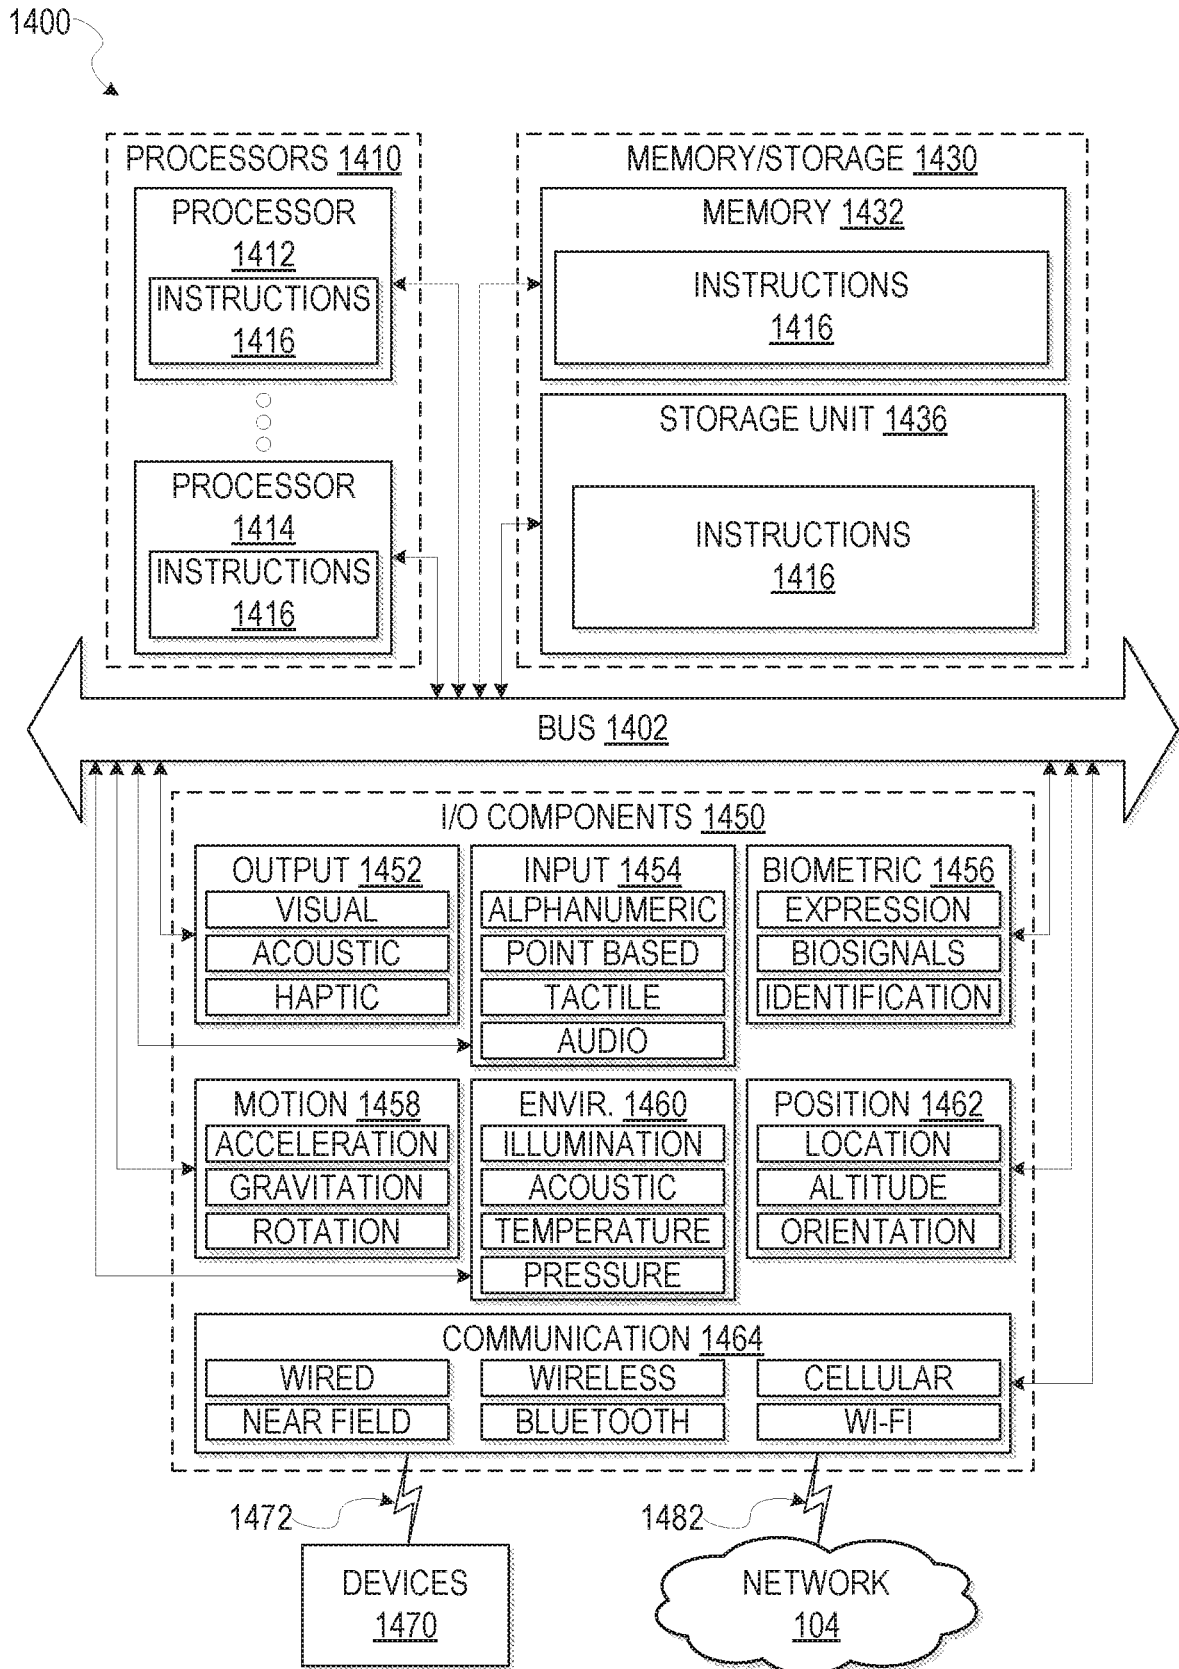 1400
PROCESSORS 1410
PROCESSOR
1412
INSTRUCTIONS
1416
PROCESSOR
1414
INSTRUCTIONS
1416
MEMORY/STORAGE 1430
MEMORY 1432
INSTRUCTIONS
1416
STORAGE UNIT 1436
INSTRUCTIONS
1416
BUS 1402
I/O COMPONENTS 1450
OUTPUT 1452
VISUAL
ACOUSTIC
HAPTIC
INPUT 1454
ALPHANUMERIC
POINT BASED
TACTILE
AUDIO
BIOMETRIC 1456
EXPRESSION
BIOSIGNALS
IDENTIFICATION
MOTION 1458
ACCELERATION
GRAVITATION
ROTATION
ENVIR. 1460
ILLUMINATION
ACOUSTIC
TEMPERATURE
PRESSURE
POSITION 1462
LOCATION
ALTITUDE
ORIENTATION
COMMUNICATION 1464
WIRED
WIRELESS
CELLULAR
NEAR FIELD
BLUETOOTH
WI-FI
1472
1482
DEVICES
1470
NETWORK
104